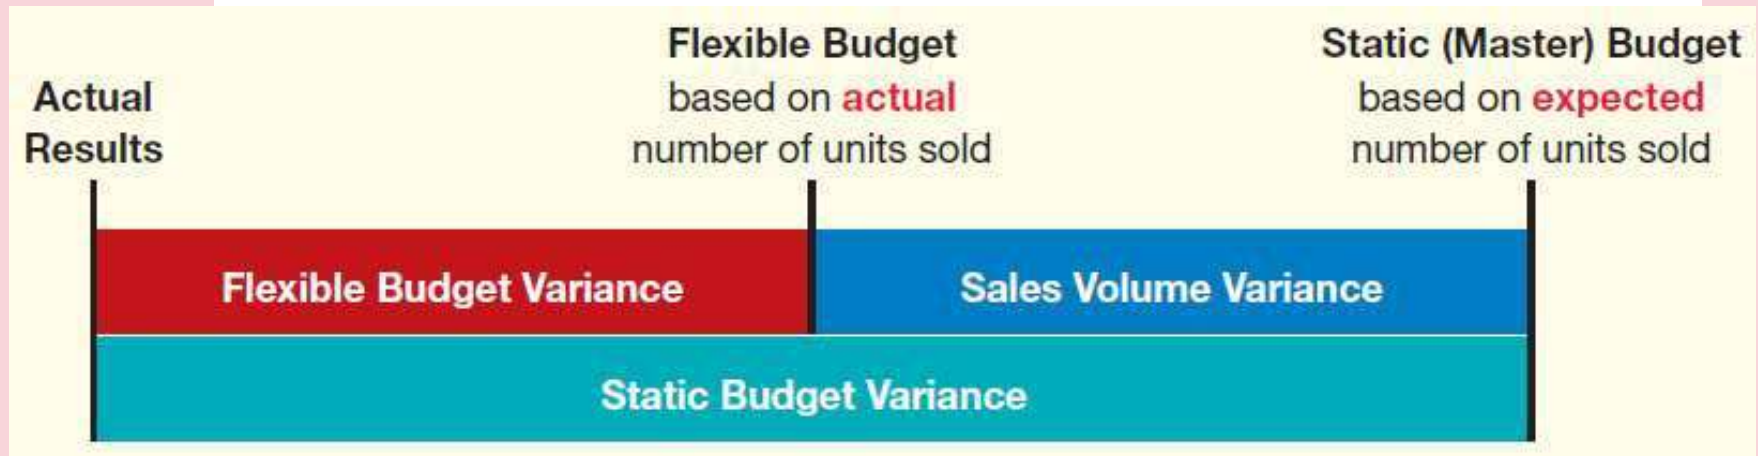 Actual
Results
Flexible Budget
based on actual
number of units sold
Static (Master) Budget
based on expected
number of units sold
Flexible Budget Variance
Sales Volume Variance
Static Budget Variance